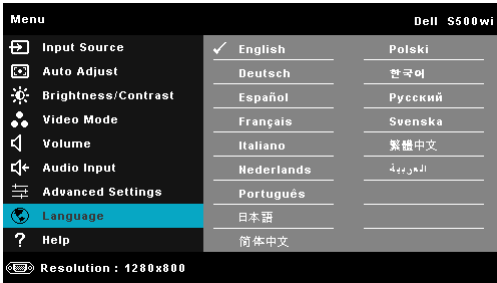 Menu Dell S500wi
Input Source
Auto Adjust
Brightness/Contrast
Video Mode
Volume
Audio Input
Advanced Settings
Language
Help
✓ English
Deutsch
Español
Français
Italiano
Nederlands
Português
日本語
简体中文
Polski
한국어
Русский
Svenska
繁體中文
العربية
Resolution : 1280x800